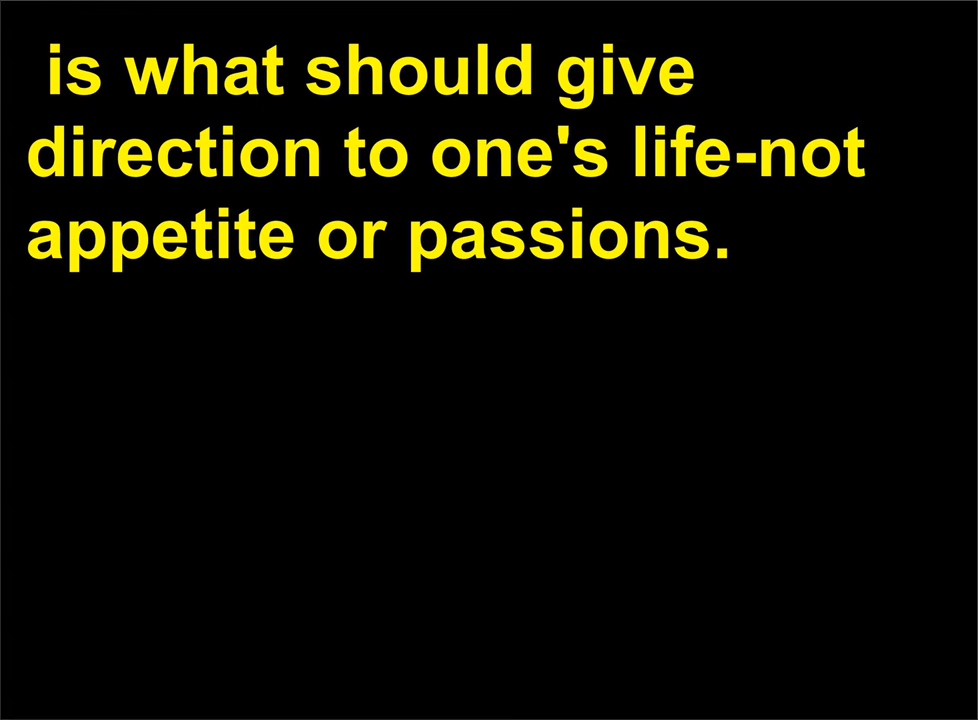 is what should give
direction to one's life-not
appetite or passions.